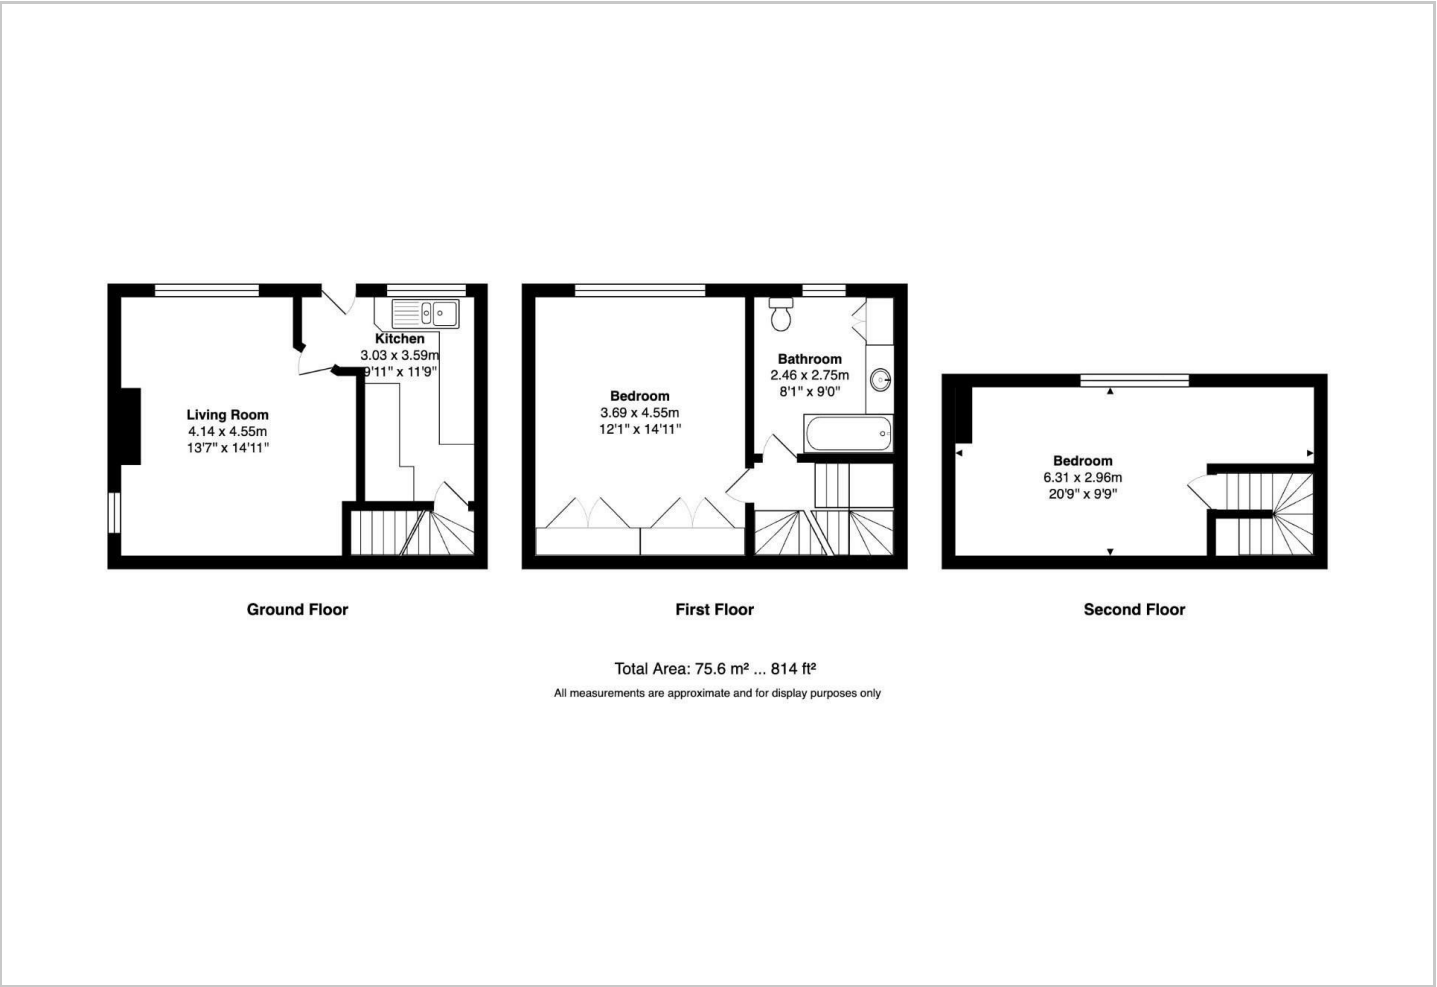 Kitchen
3.03 x 3.59m
9'11" x 11'9"
Living Room
4.14 x 4.55m
13'7" x 14'11"
Ground Floor
Bedroom
3.69 x 4.55m
12'1" x 14'11"
Bathroom
2.46 x 2.75m
8'1" x 9'0"
First Floor
Bedroom
6.31 x 2.96m
20'9" x 9'9"
Second Floor
Total Area: 75.6 m² ... 814 ft²
All measurements are approximate and for display purposes only